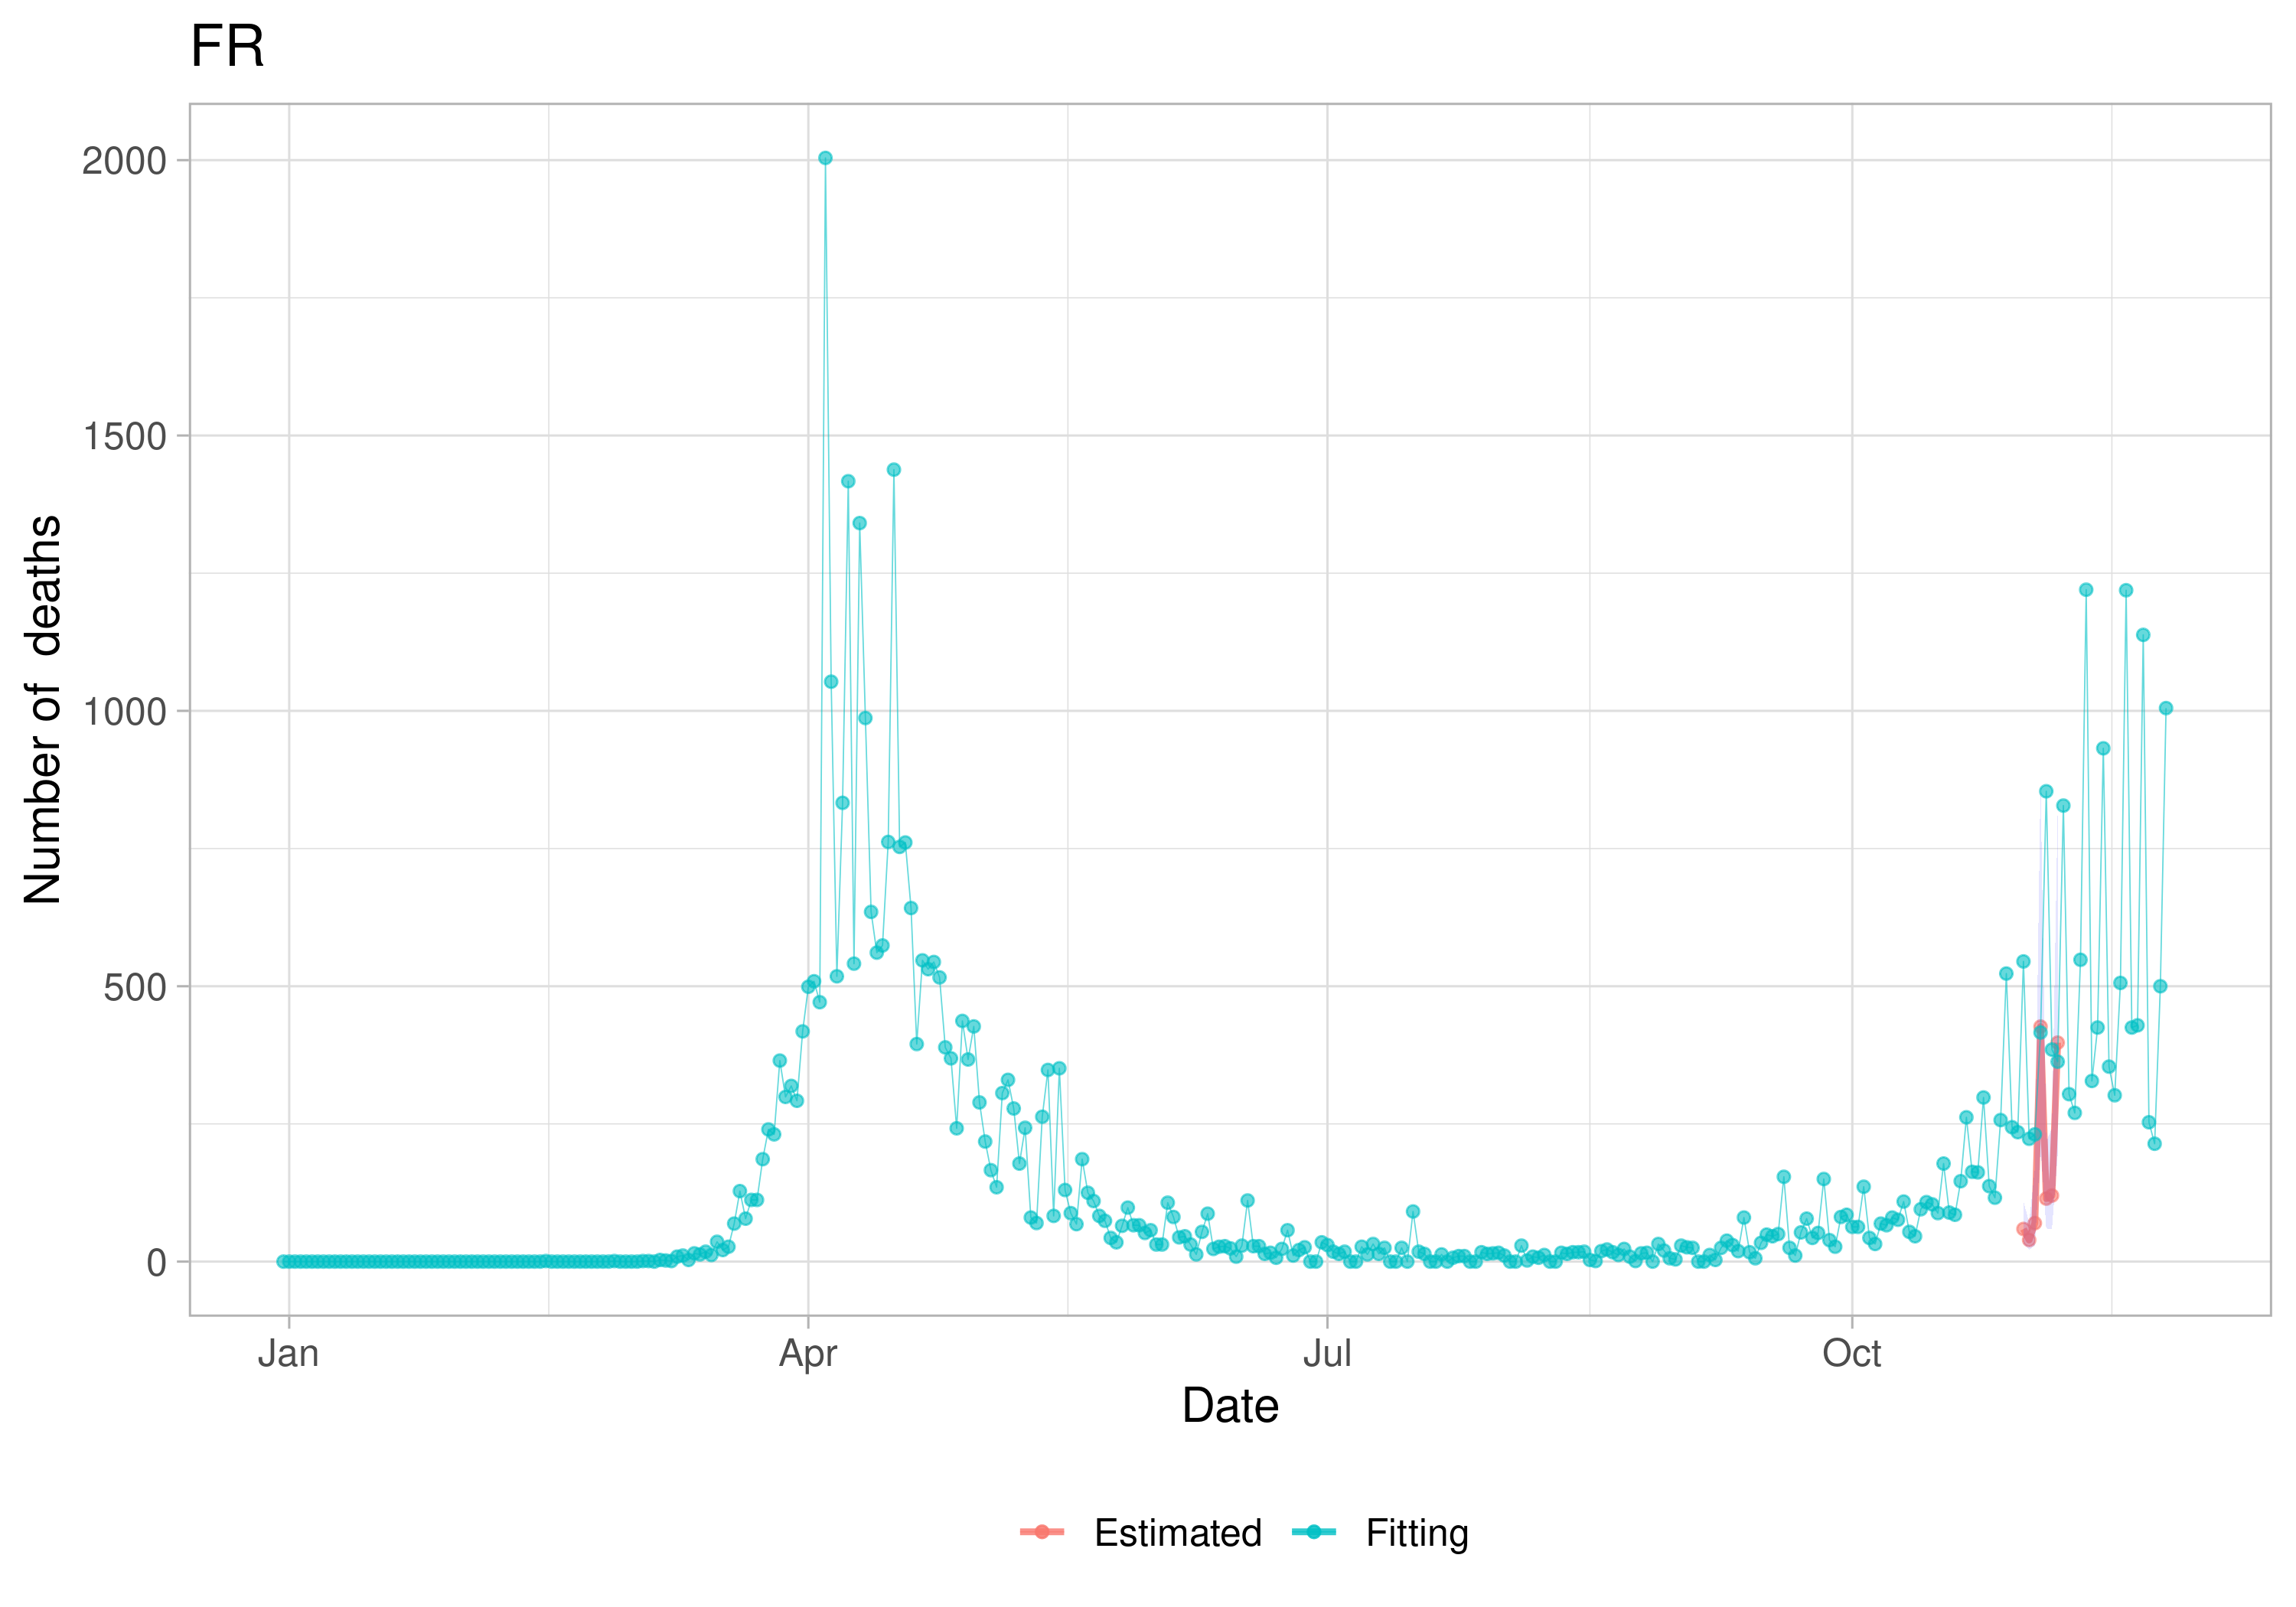 FR
2000
1500
1000
500
0
Number of deaths
Jan Apr Jul Oct
Date
Estimated Fitting